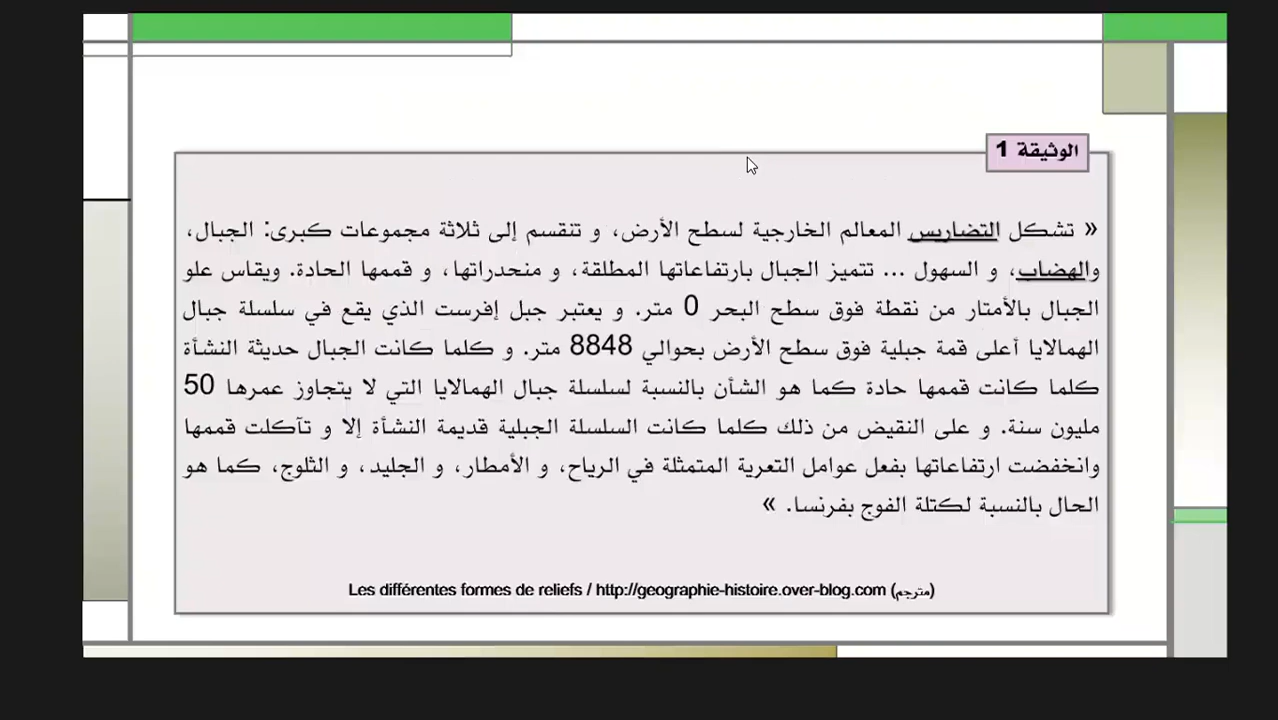 الوثيقة 1
« تشكل التضاريس المعالم الخارجية لسطح الأرض، و تنقسم إلى ثلاثة مجموعات كبرى: الجبال،
والهضاب، و السهول ... تتميز الجبال بارتفاعاتها المطلقة، و منحدراتها، و قممها الحادة. ويقاس علو
الجبال بالأمتار من نقطة فوق سطح البحر 0 متر. و يعتبر جبل إفرست الذي يقع في سلسلة جبال
الهمالايا أعلى قمة جبلية فوق سطح الأرض بحوالي 8848 متر. و كلما كانت الجبال حديثة النشأة
كلما كانت قممها حادة كما هو الشأن بالنسبة لسلسلة جبال الهمالايا التي لا يتجاوز عمرها 50
مليون سنة. و على النقيض من ذلك كلما كانت السلسلة الجبلية قديمة النشأة إلا و تآكلت قممها
وانخفضت ارتفاعاتها بفعل عوامل التعرية المتمثلة في الرياح، و الأمطار، و الجليد، و الثلوج، كما هو
الحال بالنسبة لكتلة الفوج بفرنسا. »
Les différentes formes de reliefs / http://geographie-histoire.over-blog.com (مترجم)